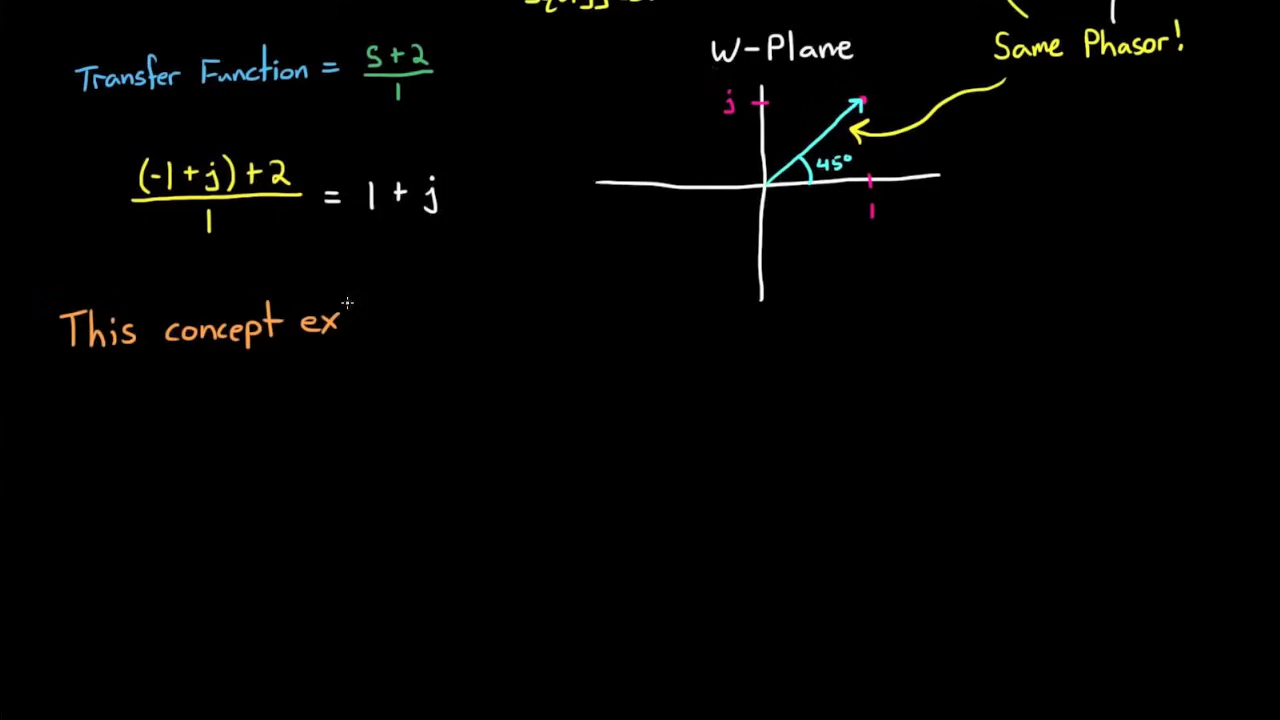 Transfer Function = s+2
1
(-1+j)+2
1
= 1 + j
W-Plane
Same Phasor!
j
45°
1
This concept ex